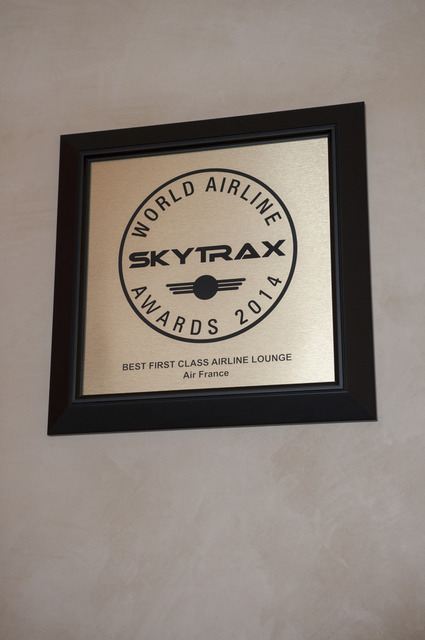 WORLD AIRLINE
SKYTRAX
AWARDS 2014
BEST FIRST CLASS AIRLINE LOUNGE
Air France